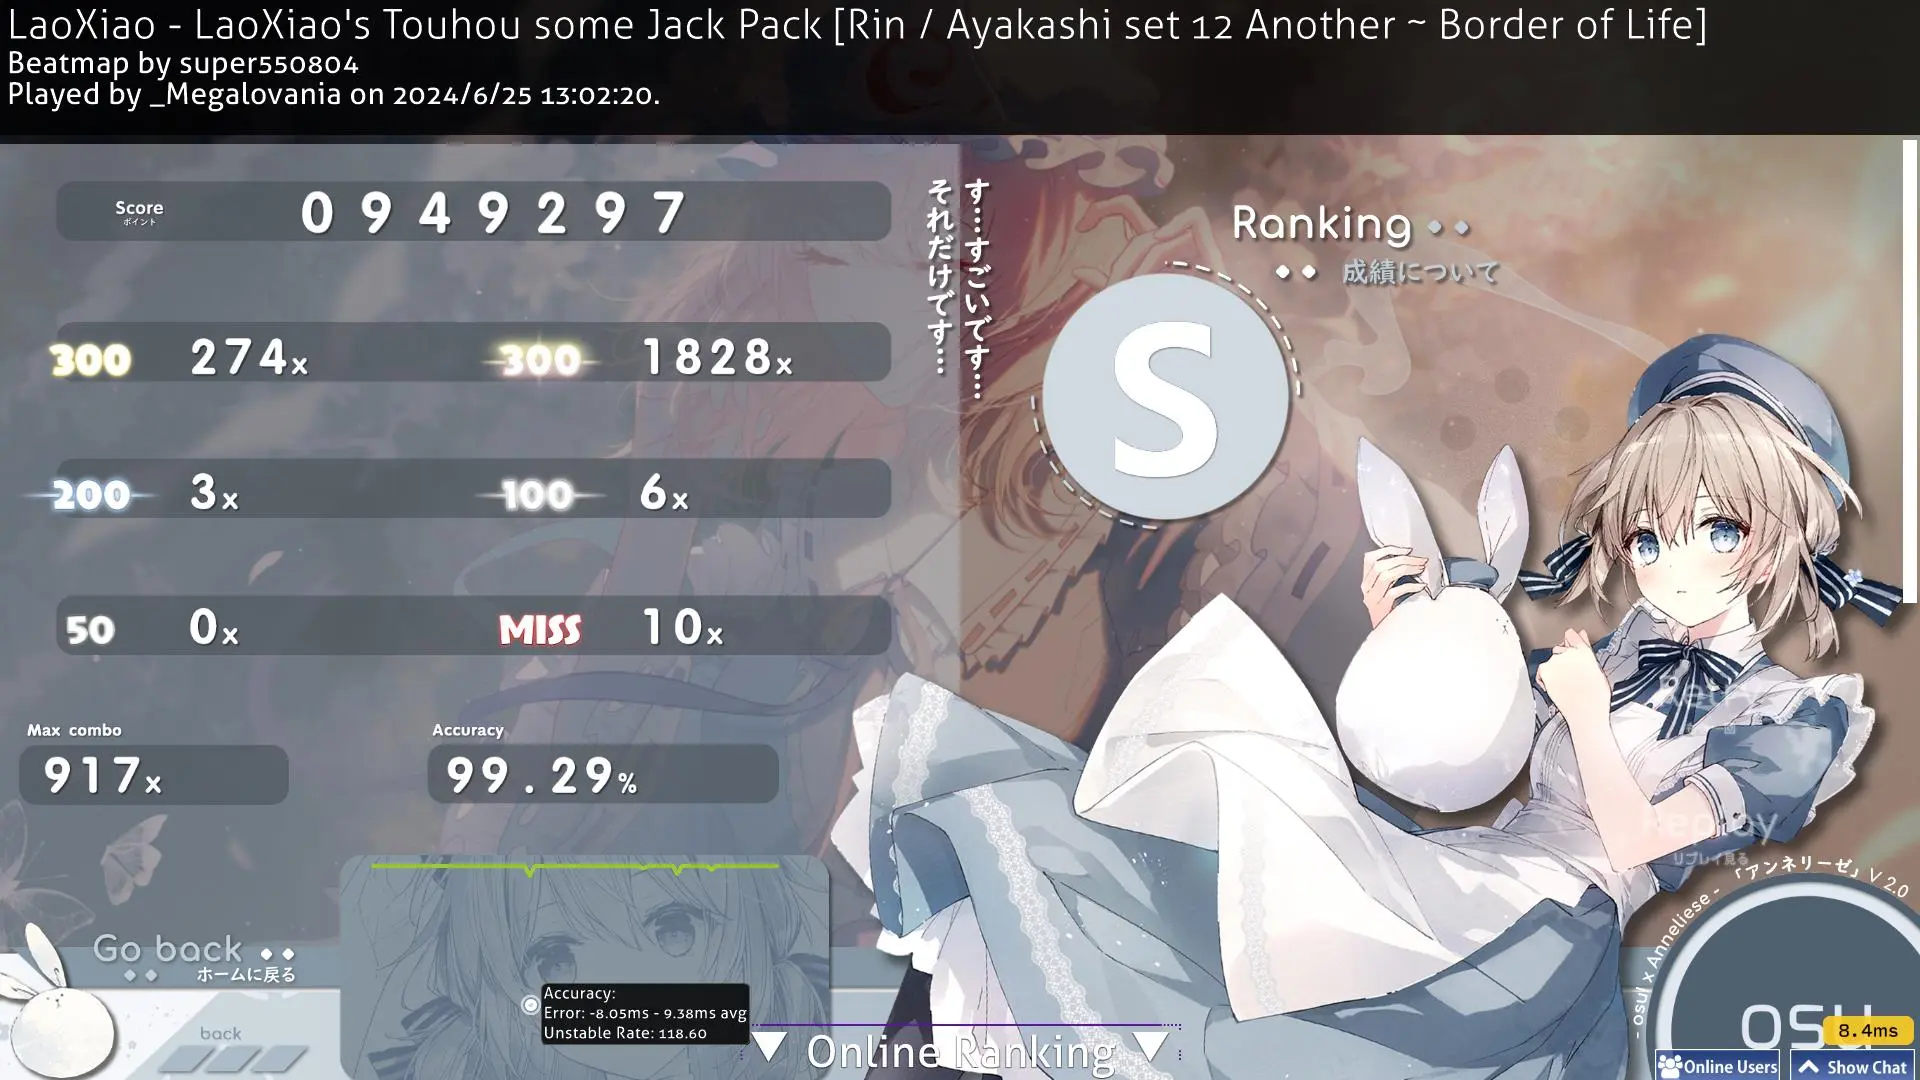 LaoXiao - LaoXiao's Touhou some Jack Pack [Rin / Ayakashi set 12 Another ~ Border of Life]
Beatmap by super550804
Played by _Megalovania on 2024/6/25 13:02:20.
Score
ポイント
0949297
す…すごいです…
それだけです…
Ranking
成績について
S
300 274x 300 1828x
200 3x 100 6x
50 0x MISS 10x
Max combo
917x
Accuracy
99.29%
Replay
リプレイ見る
- osu! x Anneliese - 「アンネリーゼ」 V 2.0
Go back
ホームに戻る
back
Accuracy:
Error: -8.05ms - 9.38ms avg
Unstable Rate: 118.60
Online Ranking
osu
8.4ms
Online Users
Show Chat